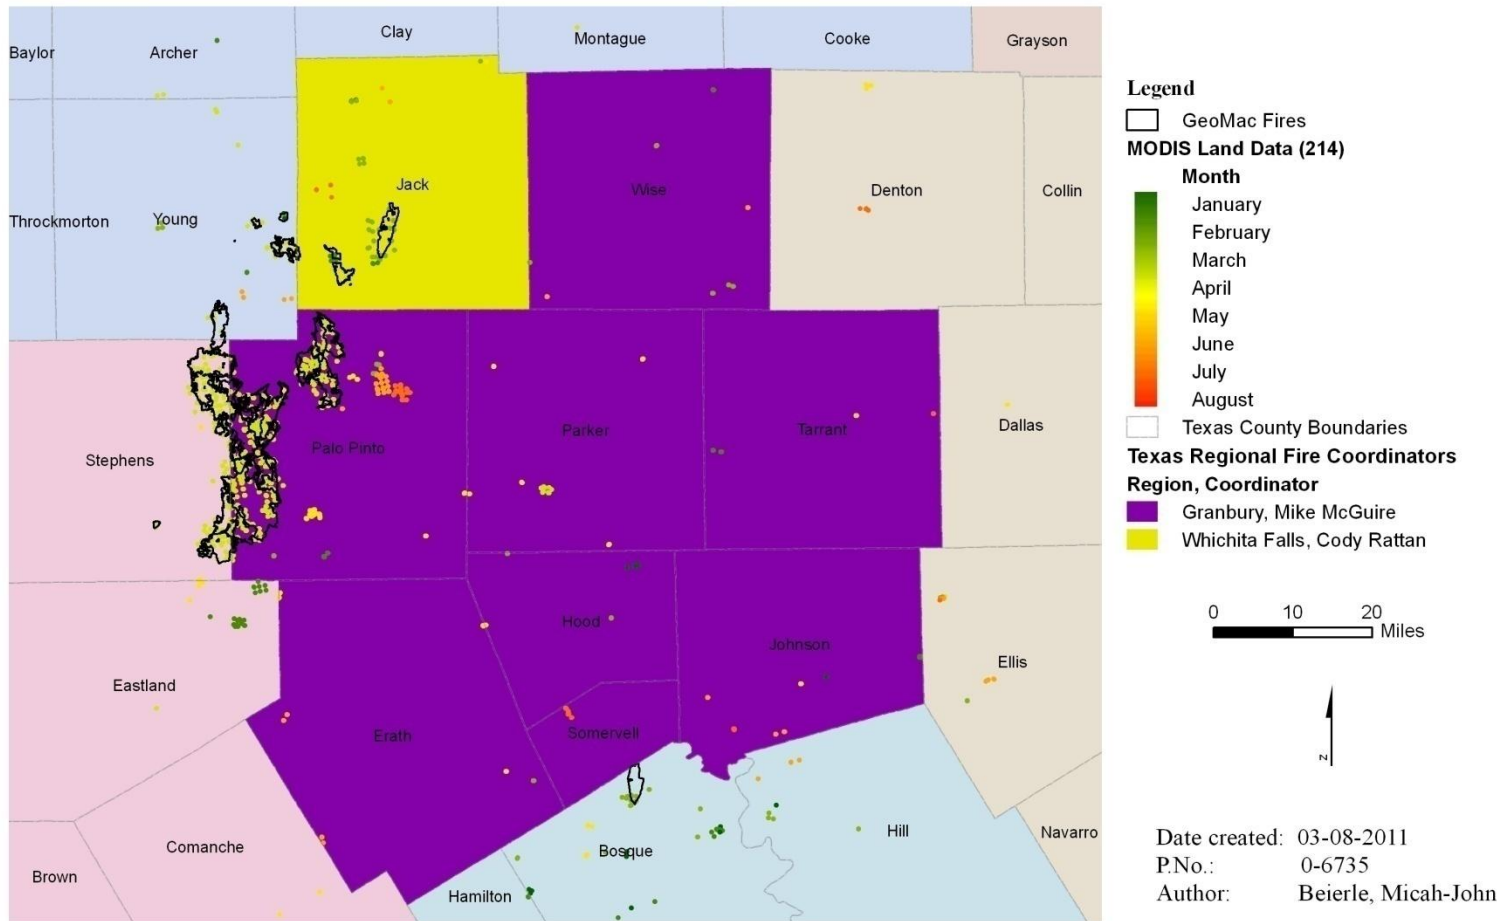 Clay
Montague
Cooke
Grayson
Baylor
Archer
Jack
Wise
Denton
Collin
Throckmorton
Young
Stephens
Palo Pinto
Parker
Tarrant
Dallas
Eastland
Hood
Johnson
Ellis
Erath
Somervell
Comanche
Brown
Hamilton
Bosque
Hill
Navarro
Legend
GeoMac Fires
MODIS Land Data (214)
Month
January
February
March
April
May
June
July
August
Texas County Boundaries
Texas Regional Fire Coordinators
Region, Coordinator
Granbury, Mike McGuire
Whichita Falls, Cody Rattan
0 10 20
Miles
N
Date created: 03-08-2011
P.No.: 0-6735
Author: Beierle, Micah-John